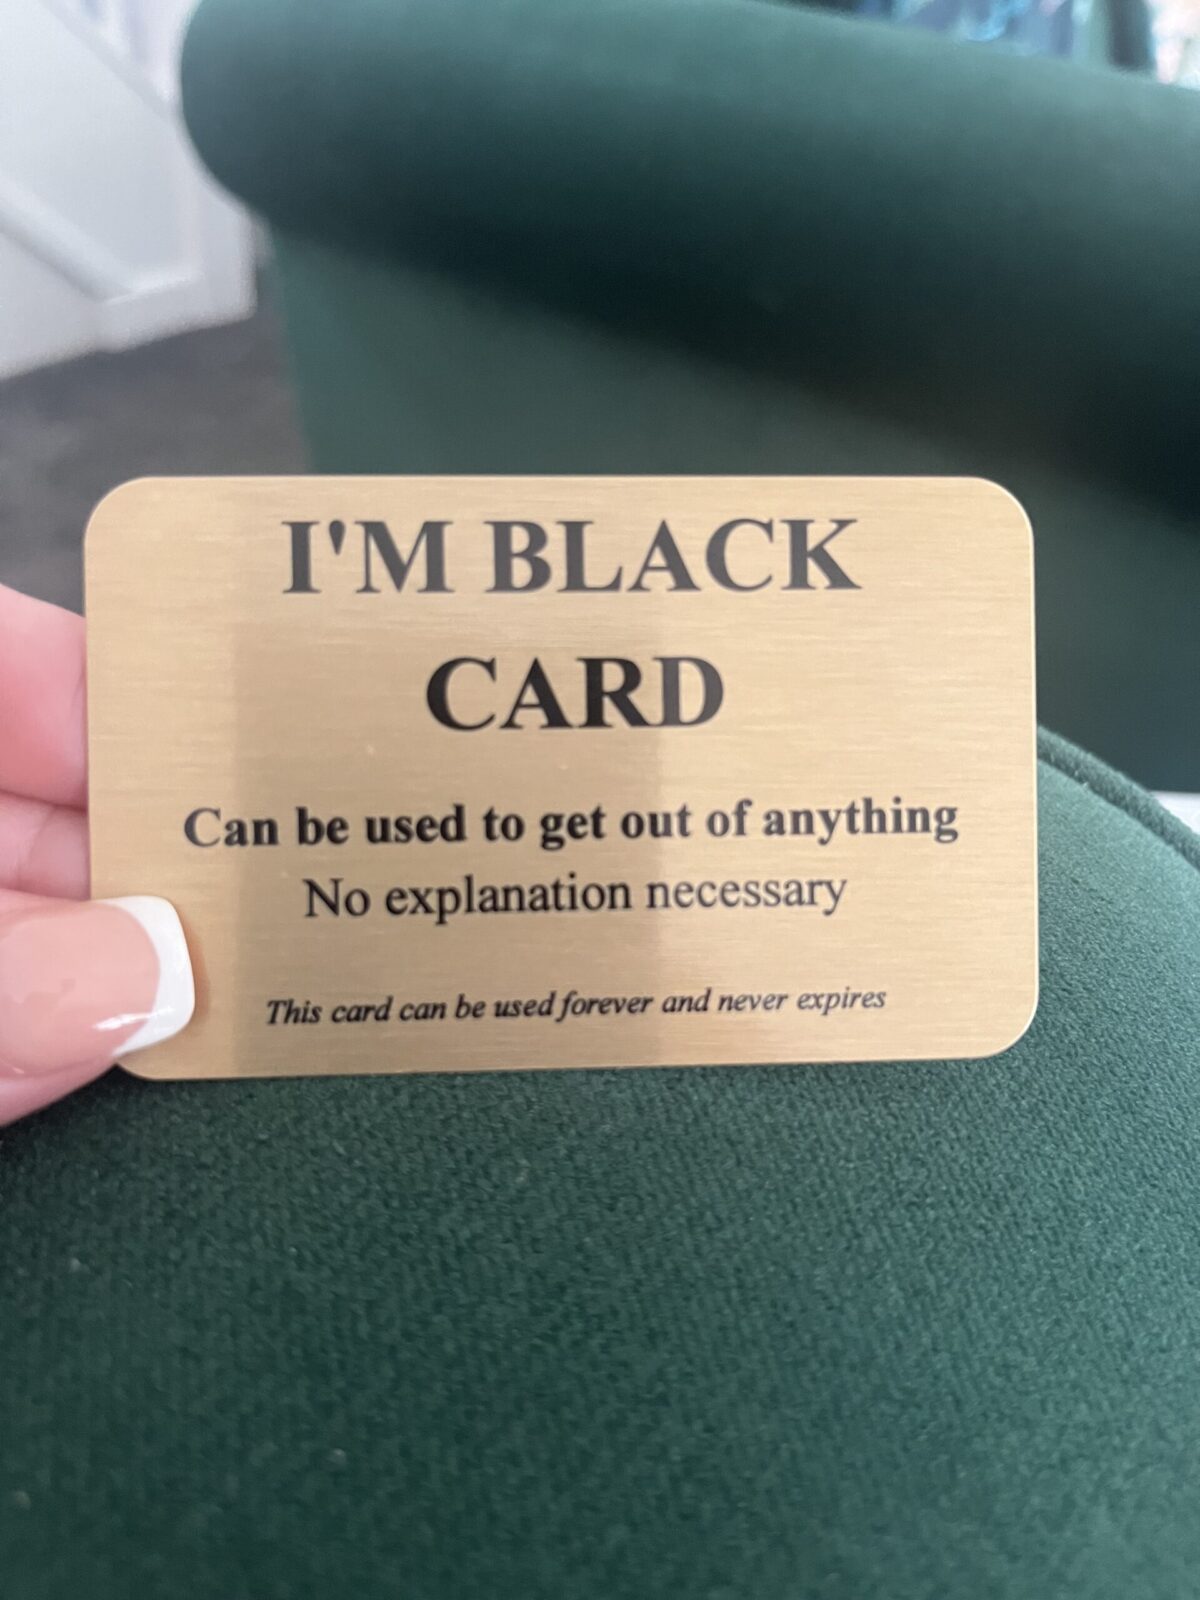 I'M BLACK
CARD
Can be used to get out of anything
No explanation necessary
This card can be used forever and never expires